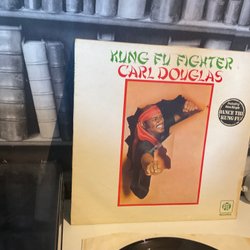 KUNG FU FIGHTER
CARL DOUGLAS
DANCE THE
KUNG FU